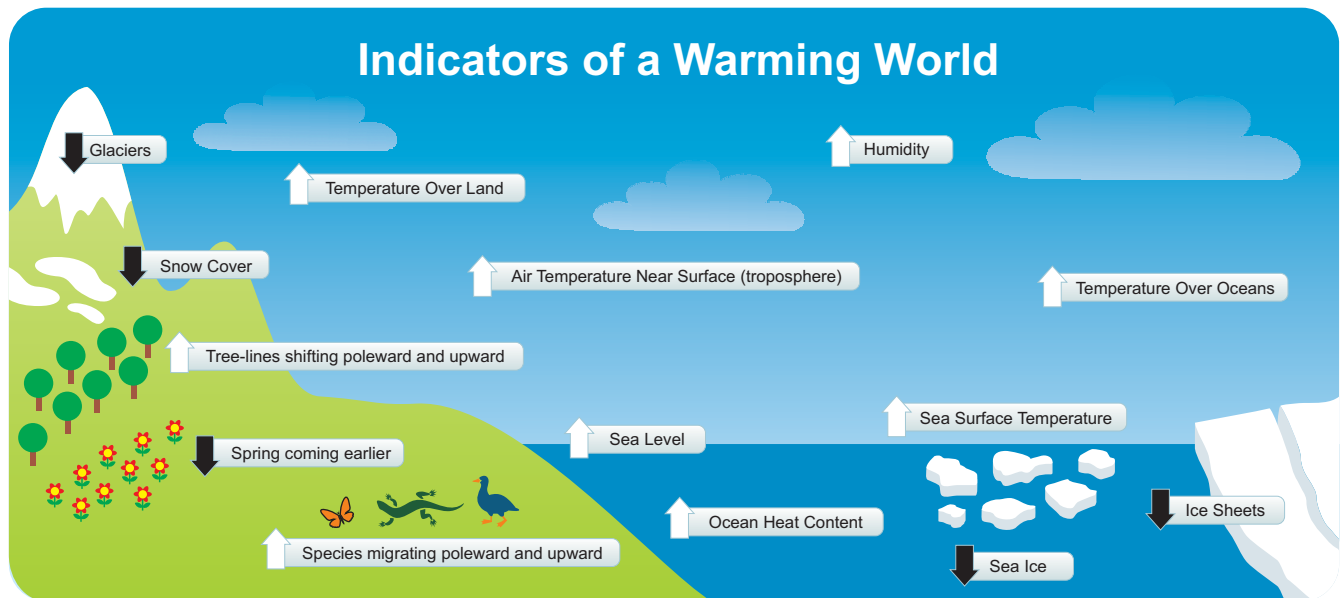 Indicators of a Warming World
Glaciers
Humidity
Temperature Over Land
Snow Cover
Air Temperature Near Surface (troposphere)
Temperature Over Oceans
Tree-lines shifting poleward and upward
Sea Surface Temperature
Sea Level
Spring coming earlier
Ice Sheets
Ocean Heat Content
Species migrating poleward and upward
Sea Ice